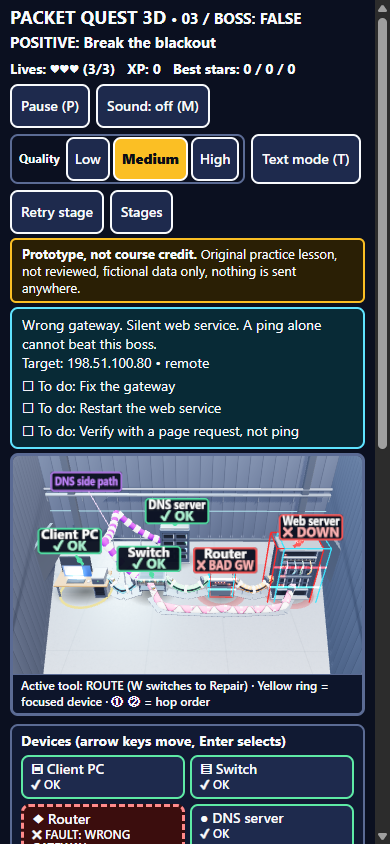 PACKET QUEST 3D • 03 / BOSS: FALSE
POSITIVE: Break the blackout
Lives: ♥♥♥ (3/3) XP: 0 Best stars: 0 / 0 / 0
Pause (P) Sound: off (M)
Quality Low Medium High Text mode (T)
Retry stage Stages
Prototype, not course credit. Original practice lesson,
not reviewed, fictional data only, nothing is sent
anywhere.
Wrong gateway. Silent web service. A ping alone
cannot beat this boss.
Target: 198.51.100.80 • remote
☐ To do: Fix the gateway
☐ To do: Restart the web service
☐ To do: Verify with a page request, not ping
DNS side path
DNS server
✓ OK
Web server
✕ DOWN
Client PC
✓ OK
Switch
✓ OK
Router
✕ BAD GW
Active tool: ROUTE (W switches to Repair) · Yellow ring =
focused device · ① ② = hop order
Devices (arrow keys move, Enter selects)
Client PC
✓ OK
Switch
✓ OK
◆ Router
✕ FAULT: WRONG
GATEWAY
● DNS server
✓ OK